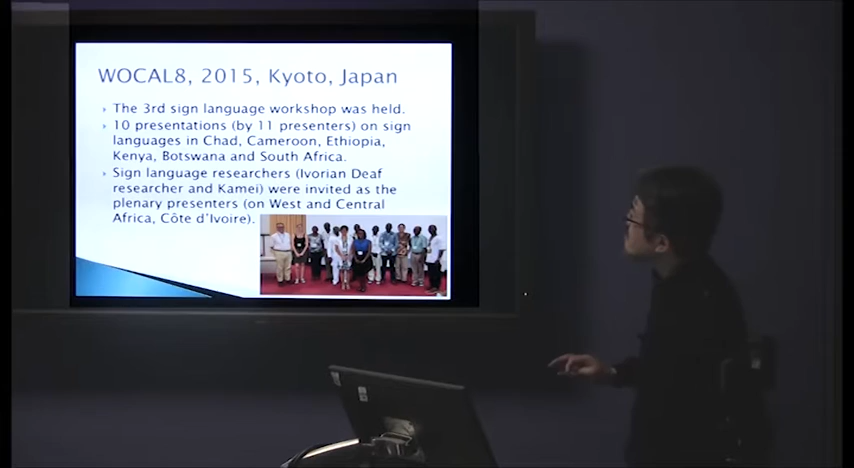 WOCAL8, 2015, Kyoto, Japan
The 3rd sign language workshop was held.
10 presentations (by 11 presenters) on sign
languages in Chad, Cameroon, Ethiopia,
Kenya, Botswana and South Africa.
Sign language researchers (Ivorian Deaf
researcher and Kamei) were invited as the
plenary presenters (on West and Central
Africa, Côte d'Ivoire).